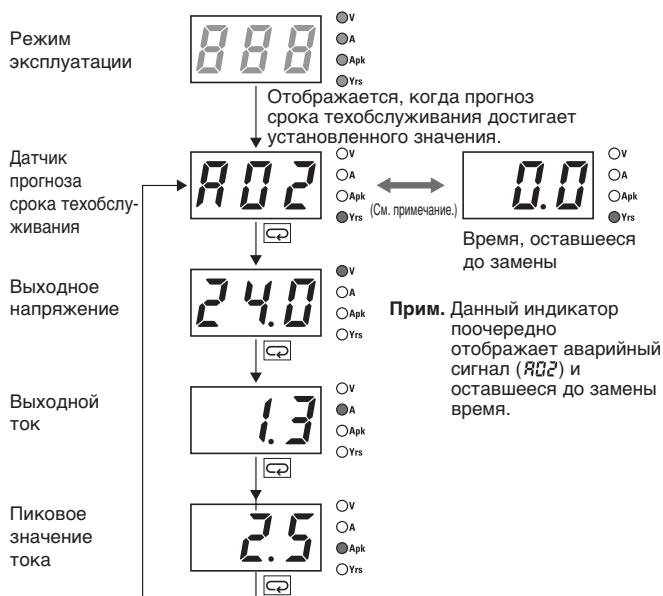 Режим
эксплуатации
888
V
A
Apk
Yrs
Отображается, когда прогноз
срока техобслуживания достигает
установленного значения.
Датчик
прогноза
срока техобслу-
живания
A02
V
A
Apk
Yrs
(См. примечание.)
0.0
V
A
Apk
Yrs
Время, оставшееся
до замены
Выходное
напряжение
24.0
V
A
Apk
Yrs
Прим. Данный индикатор
поочередно
отображает аварийный
сигнал (A02) и
оставшееся до замены
время.
Выходной
ток
1.3
V
A
Apk
Yrs
Пиковое
значение
тока
2.5
V
A
Apk
Yrs